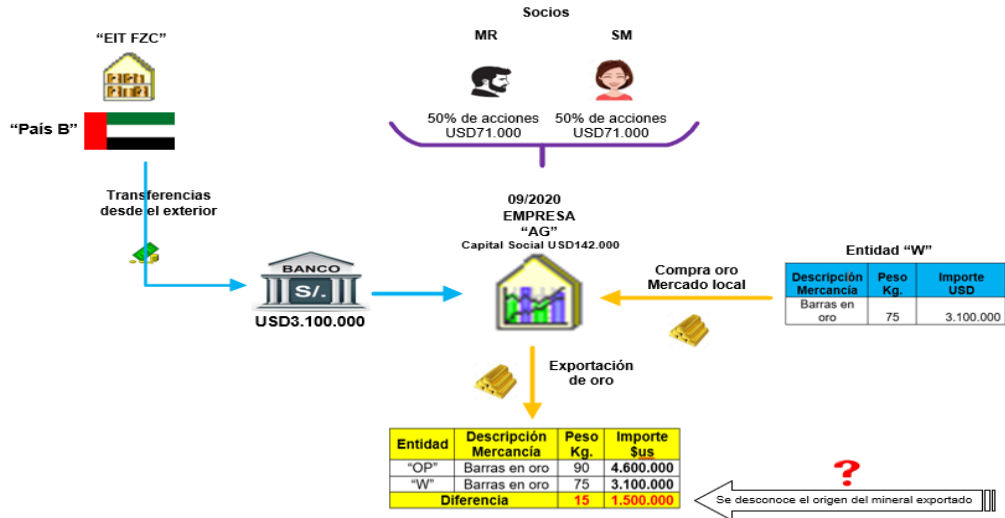 Socios
"EIT FZC"
MR
SM
"País B"
50% de acciones
USD71.000
50% de acciones
USD71.000
Transferencias
desde el exterior
09/2020
EMPRESA
"AG"
Capital Social USD142.000
BANCO
S/.
USD3.100.000
Compra oro
Mercado local
Entidad "W"
Descripción Mercancía Peso Kg. Importe USD
Barras en oro 75 3.100.000
Exportación
de oro
Entidad Descripción Mercancía Peso Kg. Importe $us
"OP" Barras en oro 90 4.600.000
"W" Barras en oro 75 3.100.000
Diferencia 15 1.500.000
?
Se desconoce el origen del mineral exportado